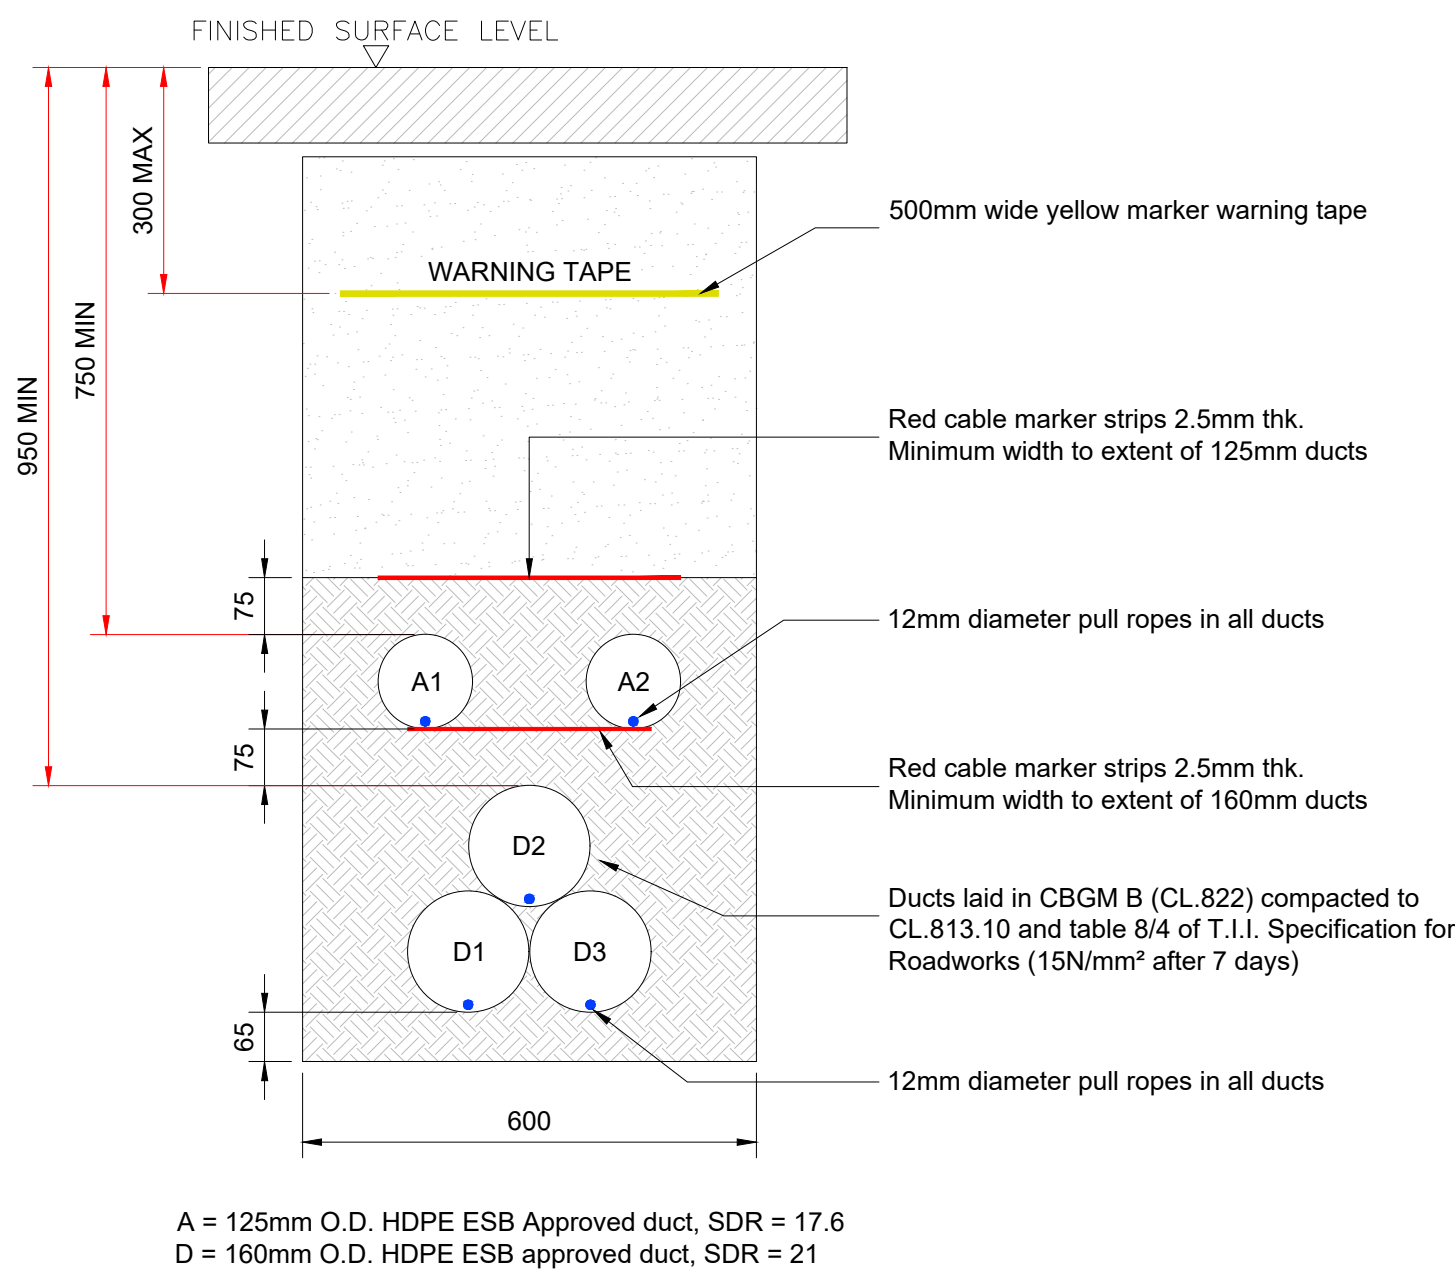 FINISHED SURFACE LEVEL
300 MAX
750 MIN
950 MIN
500mm wide yellow marker warning tape
WARNING TAPE
Red cable marker strips 2.5mm thk.
Minimum width to extent of 125mm ducts
75
12mm diameter pull ropes in all ducts
A1
A2
75
Red cable marker strips 2.5mm thk.
Minimum width to extent of 160mm ducts
D2
Ducts laid in CBGM B (CL.822) compacted to
CL.813.10 and table 8/4 of T.I.I. Specification for
Roadworks (15N/mm² after 7 days)
D1
D3
65
12mm diameter pull ropes in all ducts
600
A = 125mm O.D. HDPE ESB Approved duct, SDR = 17.6
D = 160mm O.D. HDPE ESB approved duct, SDR = 21